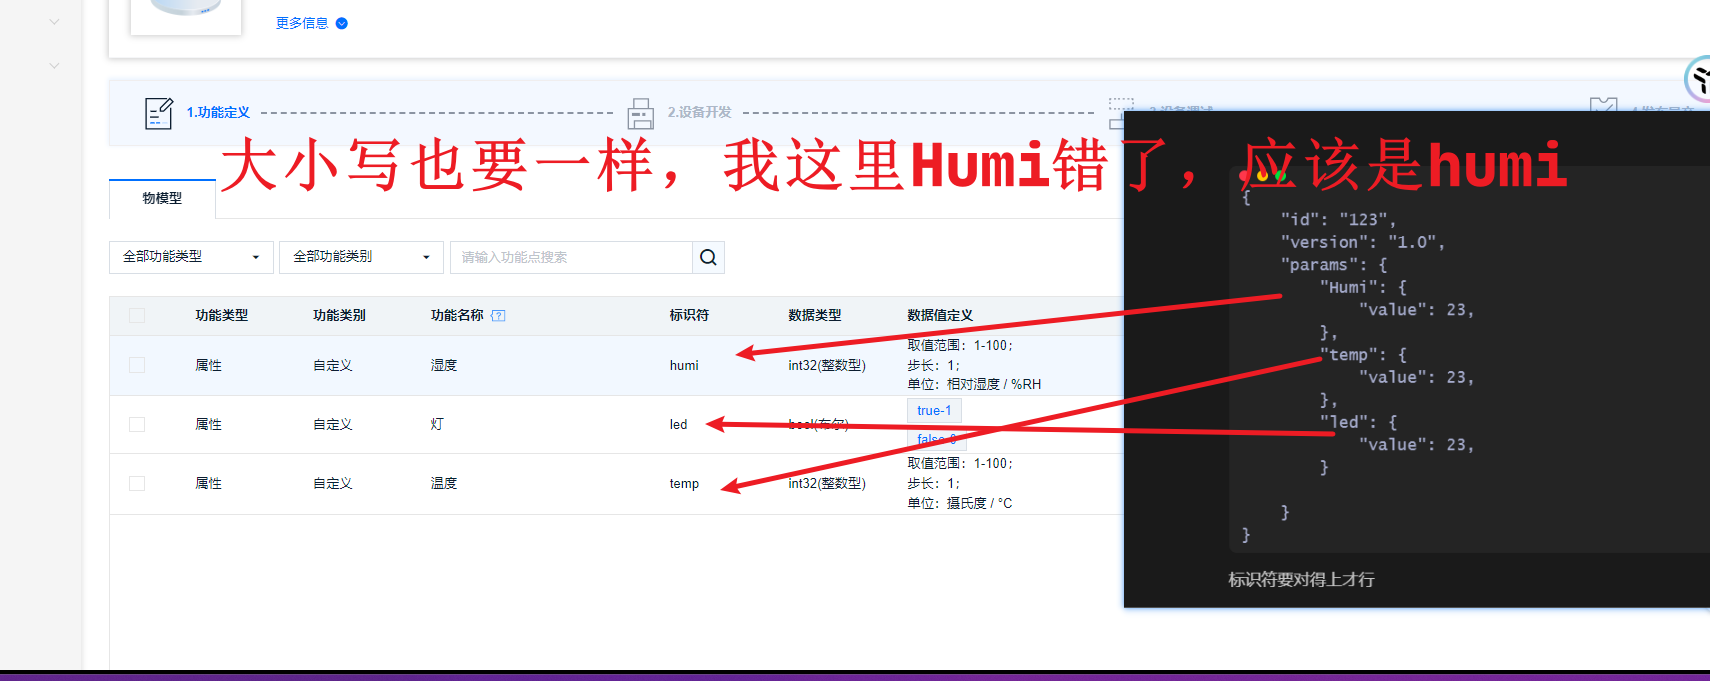 更多信息
1.功能定义
2.设备开发
3.设备调试
大小写也要一样，我这里Humi错了，应该是humi
物模型
全部功能类型
全部功能类别
请输入功能点搜索
功能类型 功能类别 功能名称 标识符 数据类型 数据值定义
属性 自定义 湿度 humi int32(整数型)
取值范围：1-100；
步长：1；
单位：相对湿度 / %RH
属性 自定义 灯 led bool(布尔)
true-1
false-0
属性 自定义 温度 temp int32(整数型)
取值范围：1-100；
步长：1；
单位：摄氏度 / °C
{
"id": "123",
"version": "1.0",
"params": {
"Humi": {
"value": 23,
},
"temp": {
"value": 23,
},
"led": {
"value": 23,
}
}
}
标识符要对得上才行